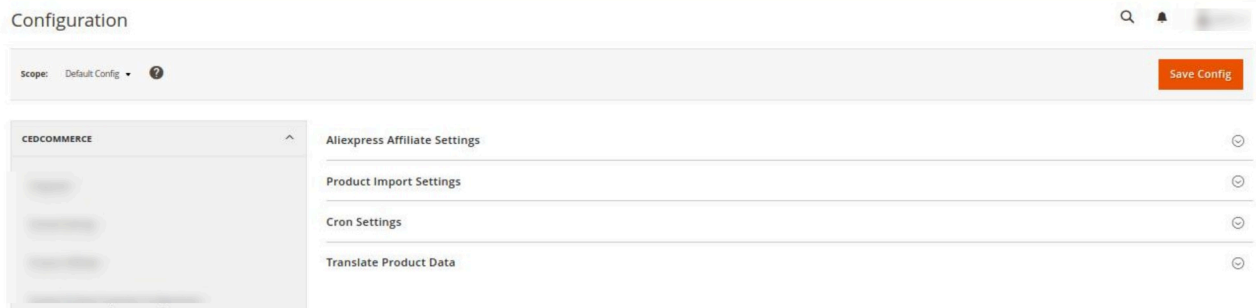 Configuration
Scope: Default Config ?
Save Config
CEDCOMMERCE
Aliexpress Affiliate Settings
Product Import Settings
Cron Settings
Translate Product Data